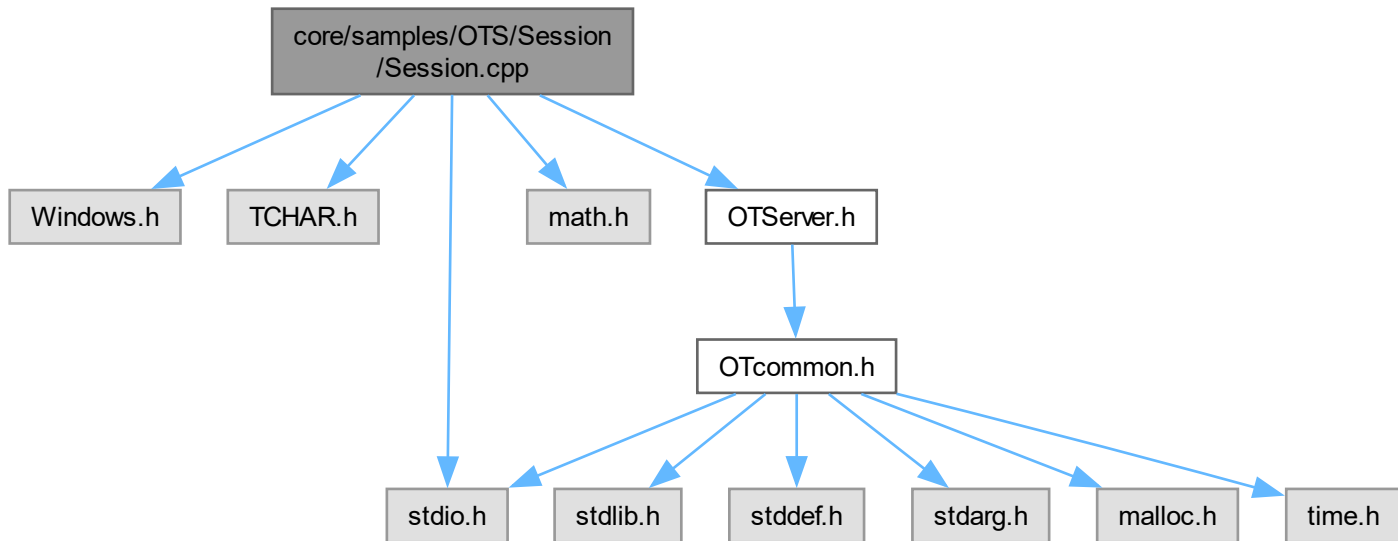 core/samples/OTS/Session
/Session.cpp
Windows.h
TCHAR.h
math.h
OTServer.h
OTcommon.h
stdio.h
stdlib.h
stddef.h
stdarg.h
malloc.h
time.h